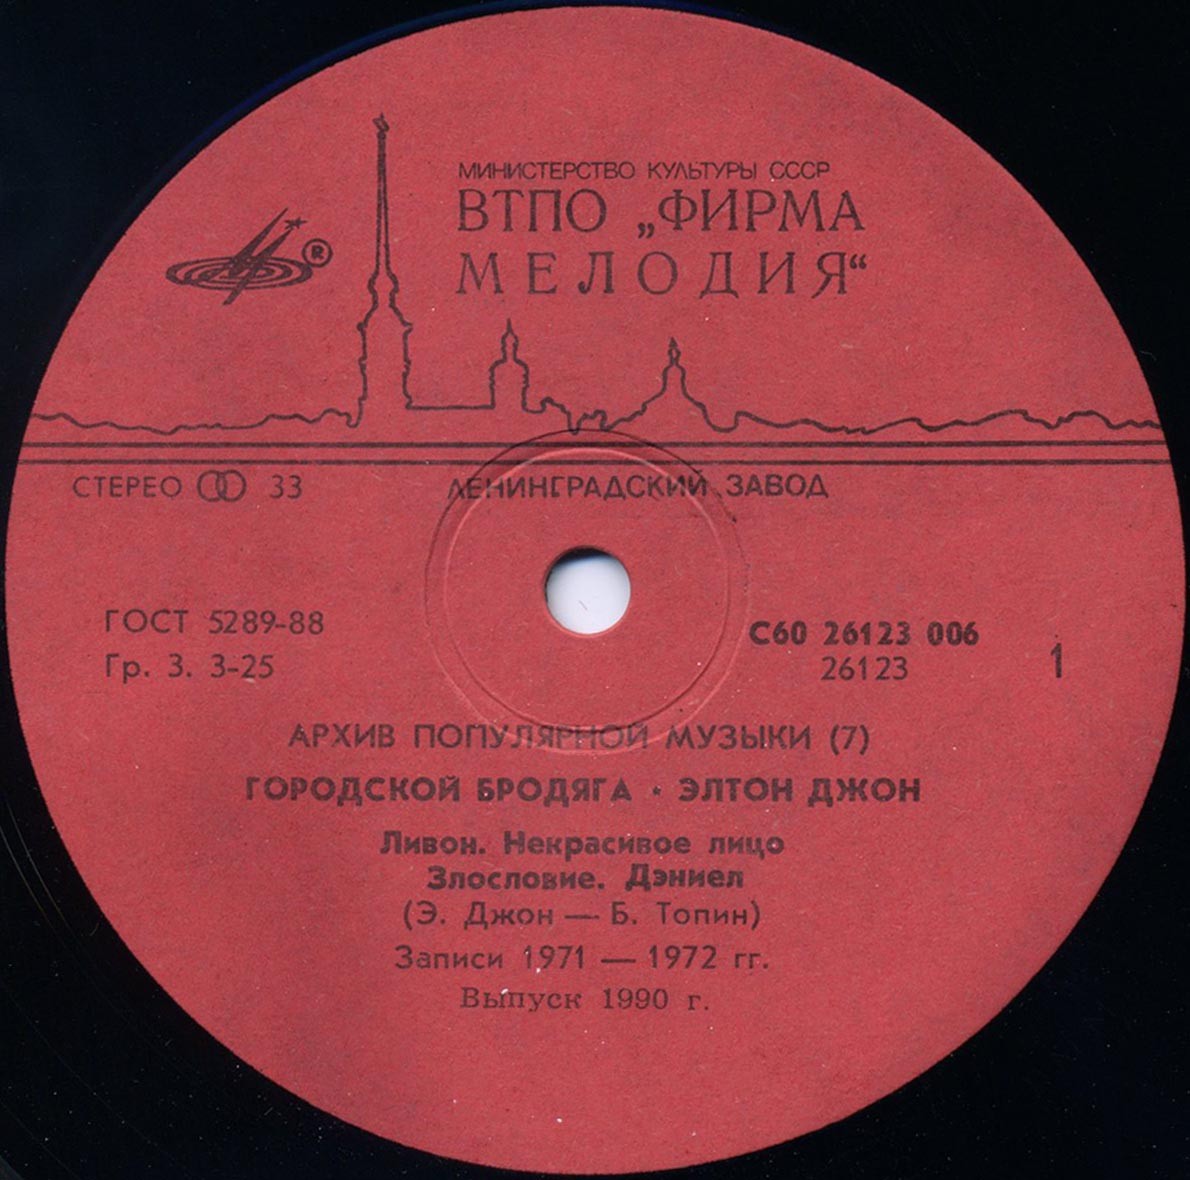 МИНИСТЕРСТВО КУЛЬТУРЫ СССР
ВТПО „ФИРМА
МЕЛОДИЯ“
®
СТЕРЕО 33
ЛЕНИНГРАДСКИЙ ЗАВОД
ГОСТ 5289-88
Гр. 3. 3-25
С60 26123 006
26123
1
АРХИВ ПОПУЛЯРНОЙ МУЗЫКИ (7)
ГОРОДСКОЙ БРОДЯГА · ЭЛТОН ДЖОН
Ливон. Некрасивое лицо
Злословие. Дэниел
(Э. Джон — Б. Топин)
Записи 1971 — 1972 гг.
Выпуск 1990 г.